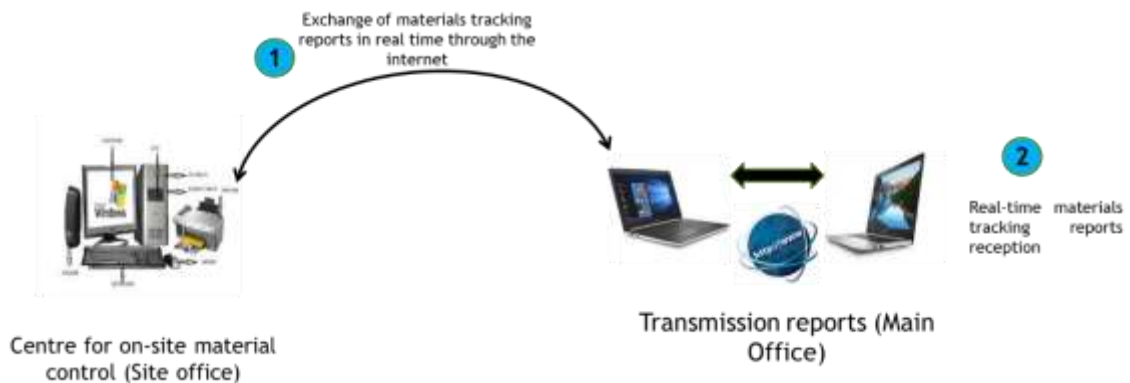 Exchange of materials tracking
reports in real time through the
internet
1
2
Real-time materials
tracking reports
reception
Windows
Transmission reports (Main
Office)
Centre for on-site material
control (Site office)